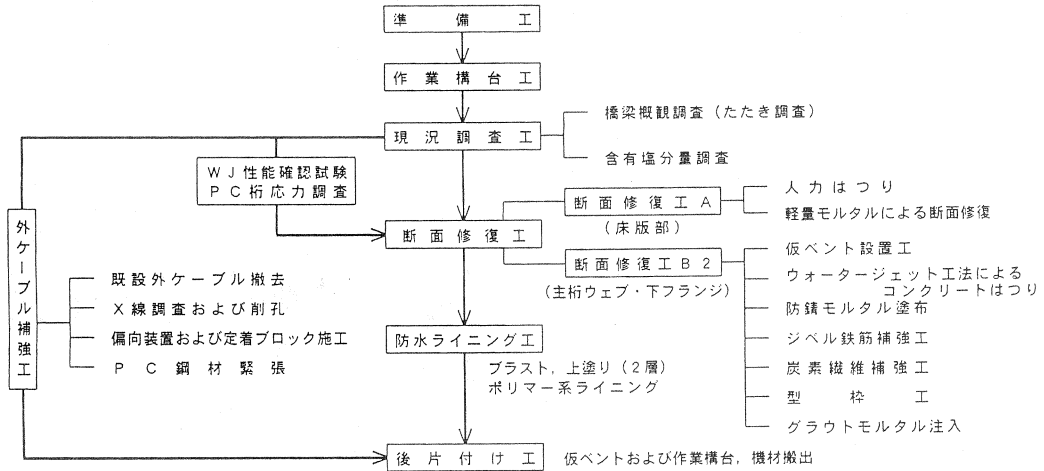 準備工
作業構台工
現況調査工
橋梁概観調査（たたき調査）
含有塩分量調査
WJ性能確認試験
PC桁応力調査
断面修復工
断面修復工A
（床版部）
人力はつり
軽量モルタルによる断面修復
断面修復工B2
（主桁ウェブ・下フランジ）
仮ベント設置工
ウォータージェット工法による
コンクリートはつり
防錆モルタル塗布
ジベル鉄筋補強工
炭素繊維補強工
型枠工
グラウトモルタル注入
外ケーブル補強工
既設外ケーブル撤去
X線調査および削孔
偏向装置および定着ブロック施工
PC鋼材緊張
防水ライニング工
ブラスト，上塗り（2層）
ポリマー系ライニング
後片付け工
仮ベントおよび作業構台，機材搬出